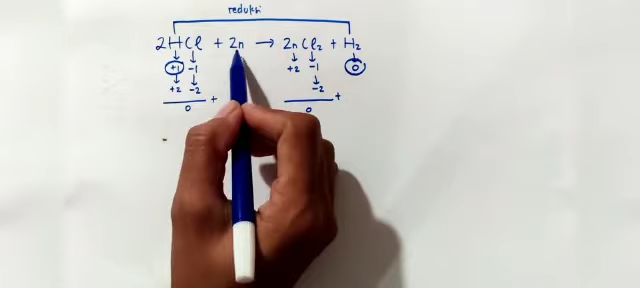 reduksi
2HCl + Zn → ZnCl₂ + H₂
+1 -1 +2 -1 0
+2 -2 -2
0 + 0 +